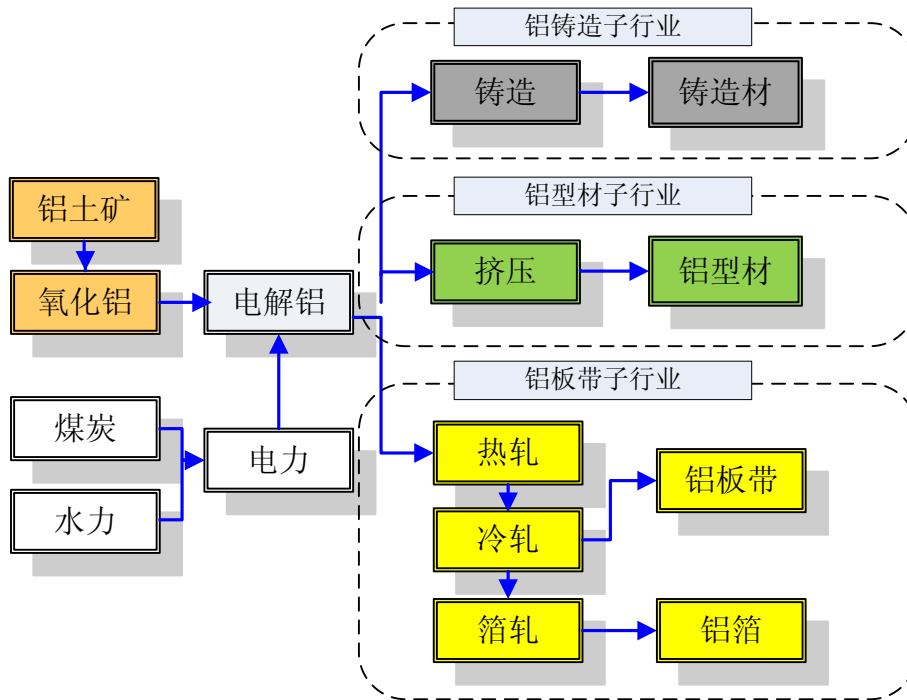 铝铸造子行业
铸造
铸造材
铝土矿
铝型材子行业
氧化铝
电解铝
挤压
铝型材
铝板带子行业
煤炭
电力
热轧
铝板带
水力
冷轧
箔轧
铝箔